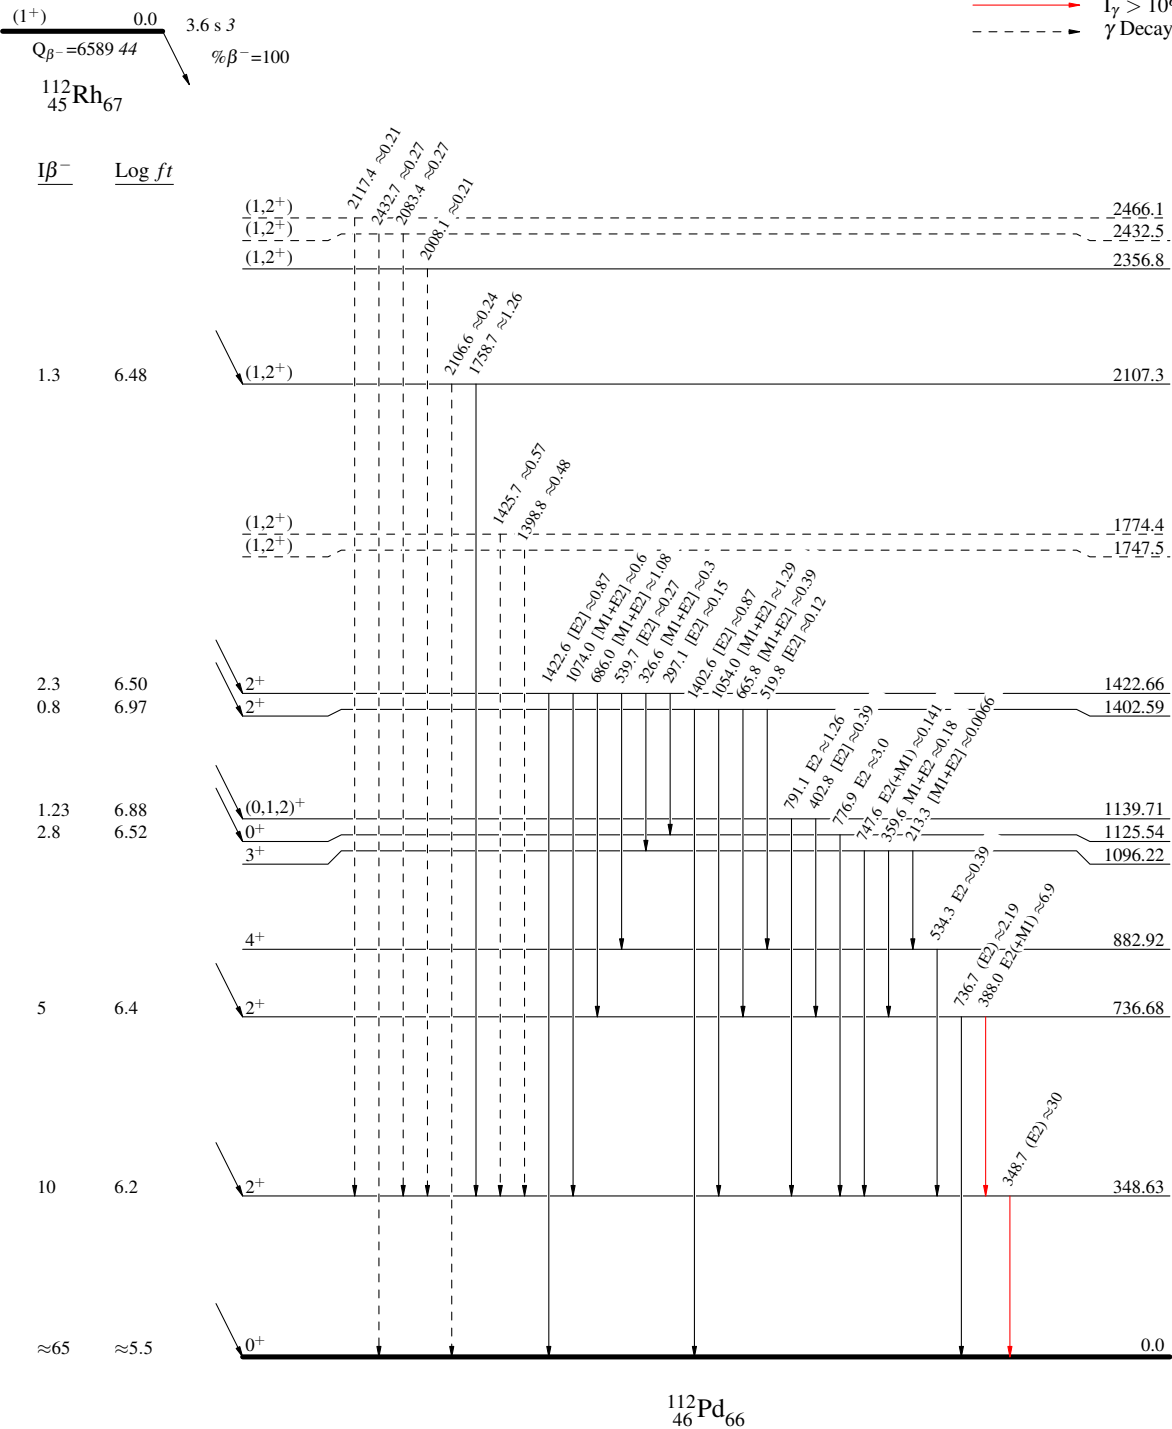 (1+) 0.0 3.6 s 3
Qβ−=6589 44 %β−=100
112 45 Rh 67
Iγ > 10%
γ Decay
Iβ− Log ft
2117.4 ≈0.21
2432.7 ≈0.27
2083.4 ≈0.27
2008.1 ≈0.21
(1,2+) 2466.1
(1,2+) 2432.5
(1,2+) 2356.8
2106.6 ≈0.24
1758.7 ≈1.26
1.3 6.48 (1,2+) 2107.3
1425.7 ≈0.57
1398.8 ≈0.48
(1,2+) 1774.4
(1,2+) 1747.5
1422.6 [E2] ≈0.87
1074.0 [M1+E2] ≈0.6
686.0 [M1+E2] ≈1.08
539.7 [E2] ≈0.27
326.6 [M1+E2] ≈0.3
297.1 [E2] ≈0.15
1402.6 [E2] ≈0.87
1054.0 [M1+E2] ≈1.29
665.8 [M1+E2] ≈0.39
519.8 [E2] ≈0.12
2.3 6.50 2+ 1422.66
0.8 6.97 2+ 1402.59
791.1 E2 ≈1.26
402.8 [E2] ≈0.39
776.9 E2 ≈3.0
747.6 E2(+M1) ≈0.141
359.6 M1+E2 ≈0.18
213.3 [M1+E2] ≈0.0066
1.23 6.88 (0,1,2)+ 1139.71
2.8 6.52 0+ 1125.54
3+ 1096.22
534.3 E2 ≈0.39
4+ 882.92
736.7 (E2) ≈2.19
388.0 E2(+M1) ≈6.9
5 6.4 2+ 736.68
348.7 (E2) ≈30
10 6.2 2+ 348.63
≈65 ≈5.5 0+ 0.0
112 46 Pd 66